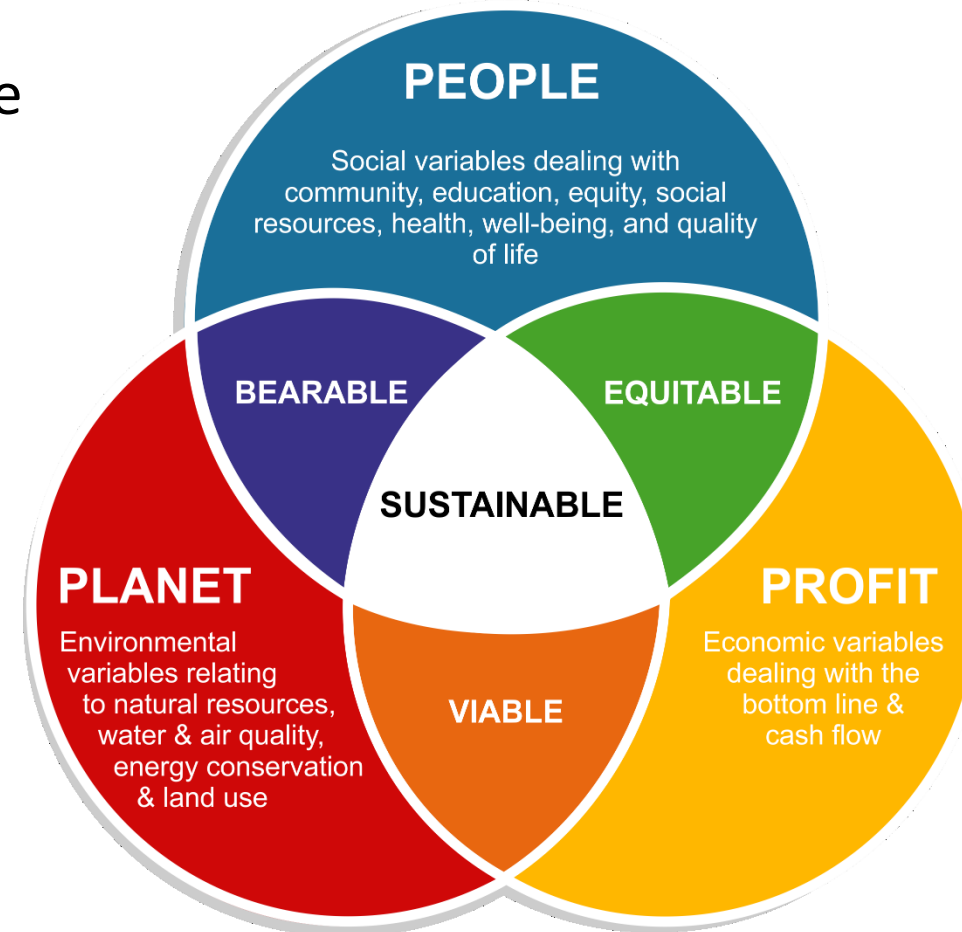 e
PEOPLE
Social variables dealing with
community, education, equity, social
resources, health, well-being, and quality
of life
BEARABLE
EQUITABLE
SUSTAINABLE
PLANET
Environmental
variables relating
to natural resources,
water & air quality,
energy conservation
& land use
PROFIT
Economic variables
dealing with the
bottom line &
cash flow
VIABLE